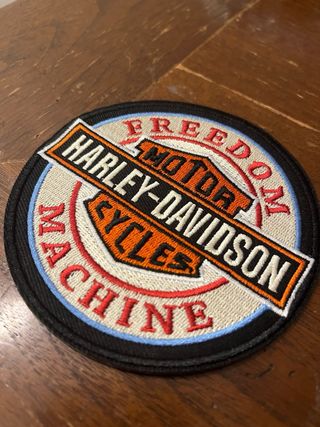 FREEDOM
MOTOR
HARLEY-DAVIDSON
CYCLES
MACHINE